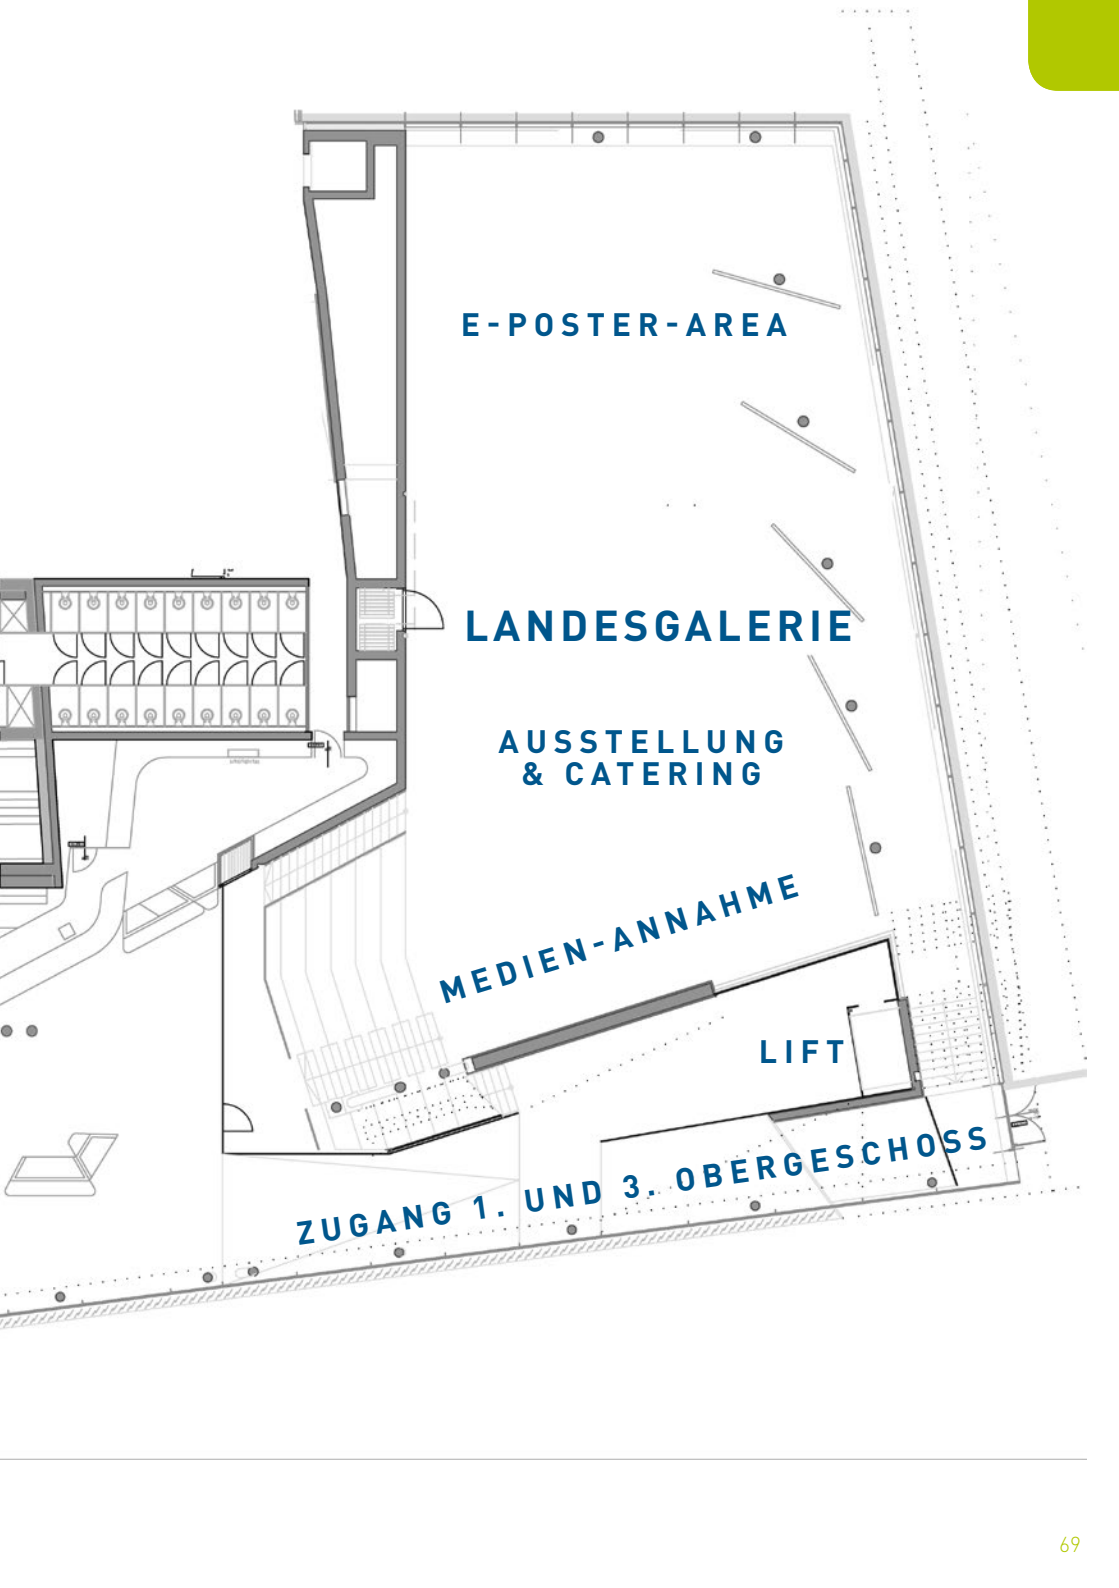 E-POSTER-AREA
LANDESGALERIE
AUSSTELLUNG
& CATERING
MEDIEN-ANNAHME
LIFT
ZUGANG 1. UND 3. OBERGESCHOSS
69